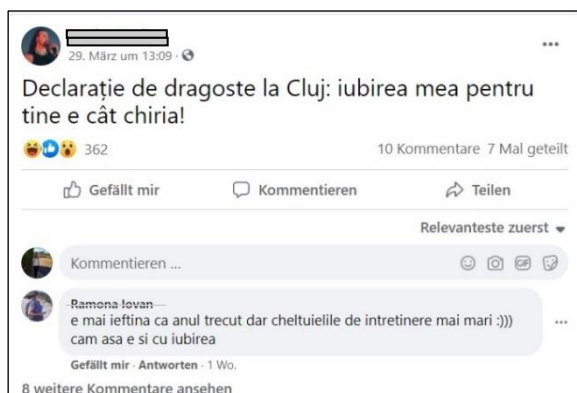 29. März um 13:09
Declarație de dragoste la Cluj: iubirea mea pentru
tine e cât chiria!
362
10 Kommentare 7 Mal geteilt
Gefällt mir
Kommentieren
Teilen
Relevanteste zuerst
Kommentieren ...
GIF
Ramona Iovan
e mai ieftina ca anul trecut dar cheltuielile de intretinere mai mari :)))
cam asa e si cu iubirea
Gefällt mir · Antworten · 1 Wo.
8 weitere Kommentare ansehen